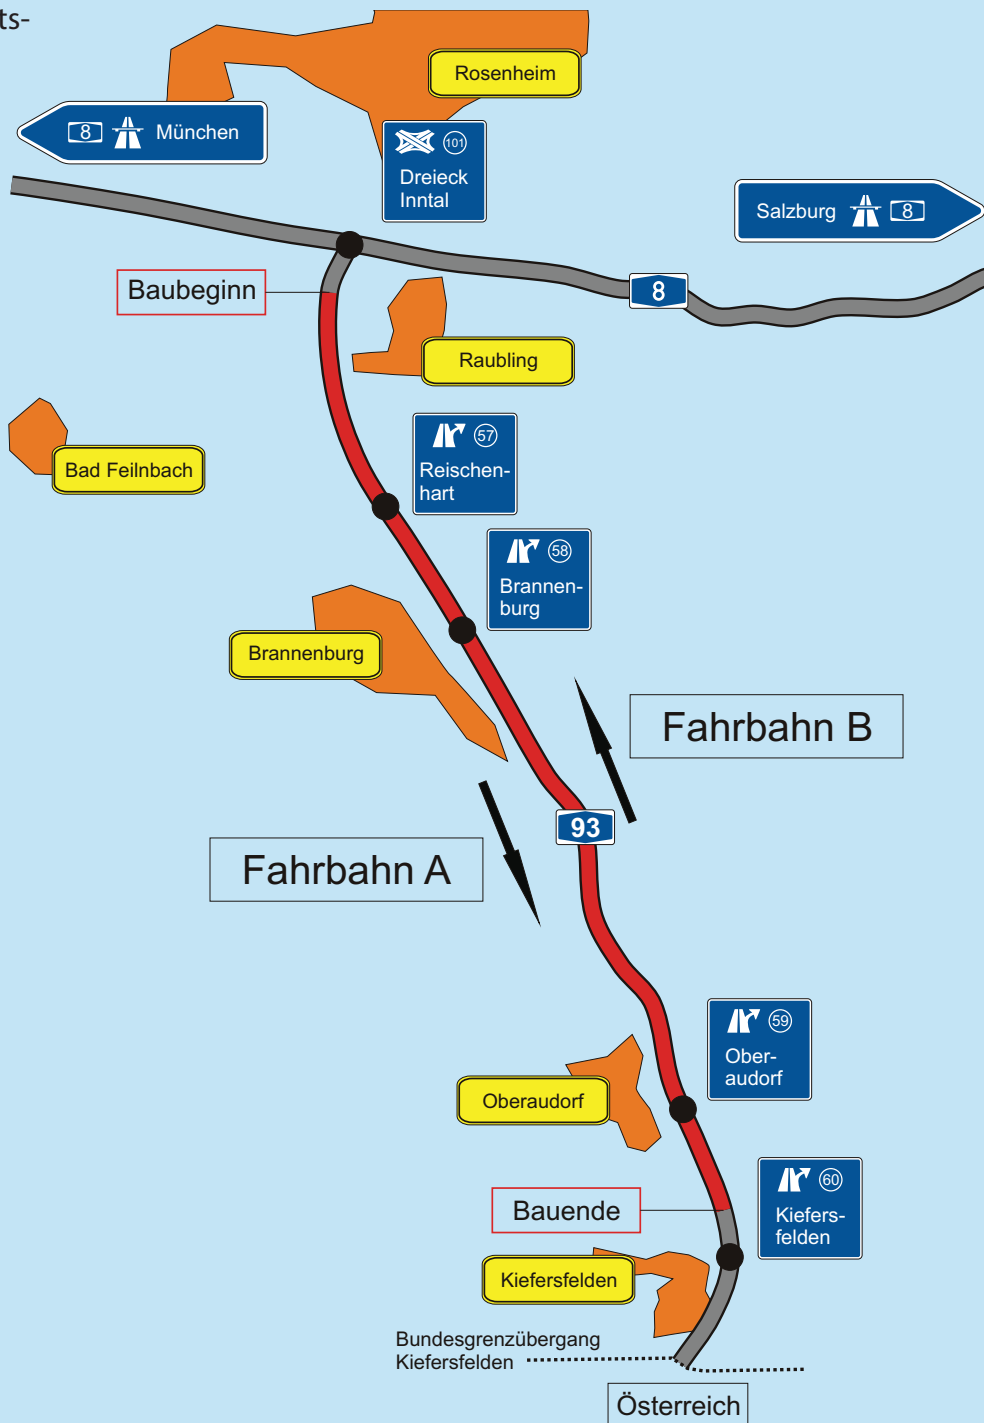 ts-
Rosenheim
8 München
101
Dreieck
Inntal
Salzburg 8
Baubeginn
8
Raubling
57
Reischen-
hart
Bad Feilnbach
58
Brannen-
burg
Brannenburg
Fahrbahn B
93
Fahrbahn A
59
Ober-
audorf
Oberaudorf
60
Kiefers-
felden
Bauende
Kiefersfelden
Bundesgrenzübergang
Kiefersfelden
Österreich